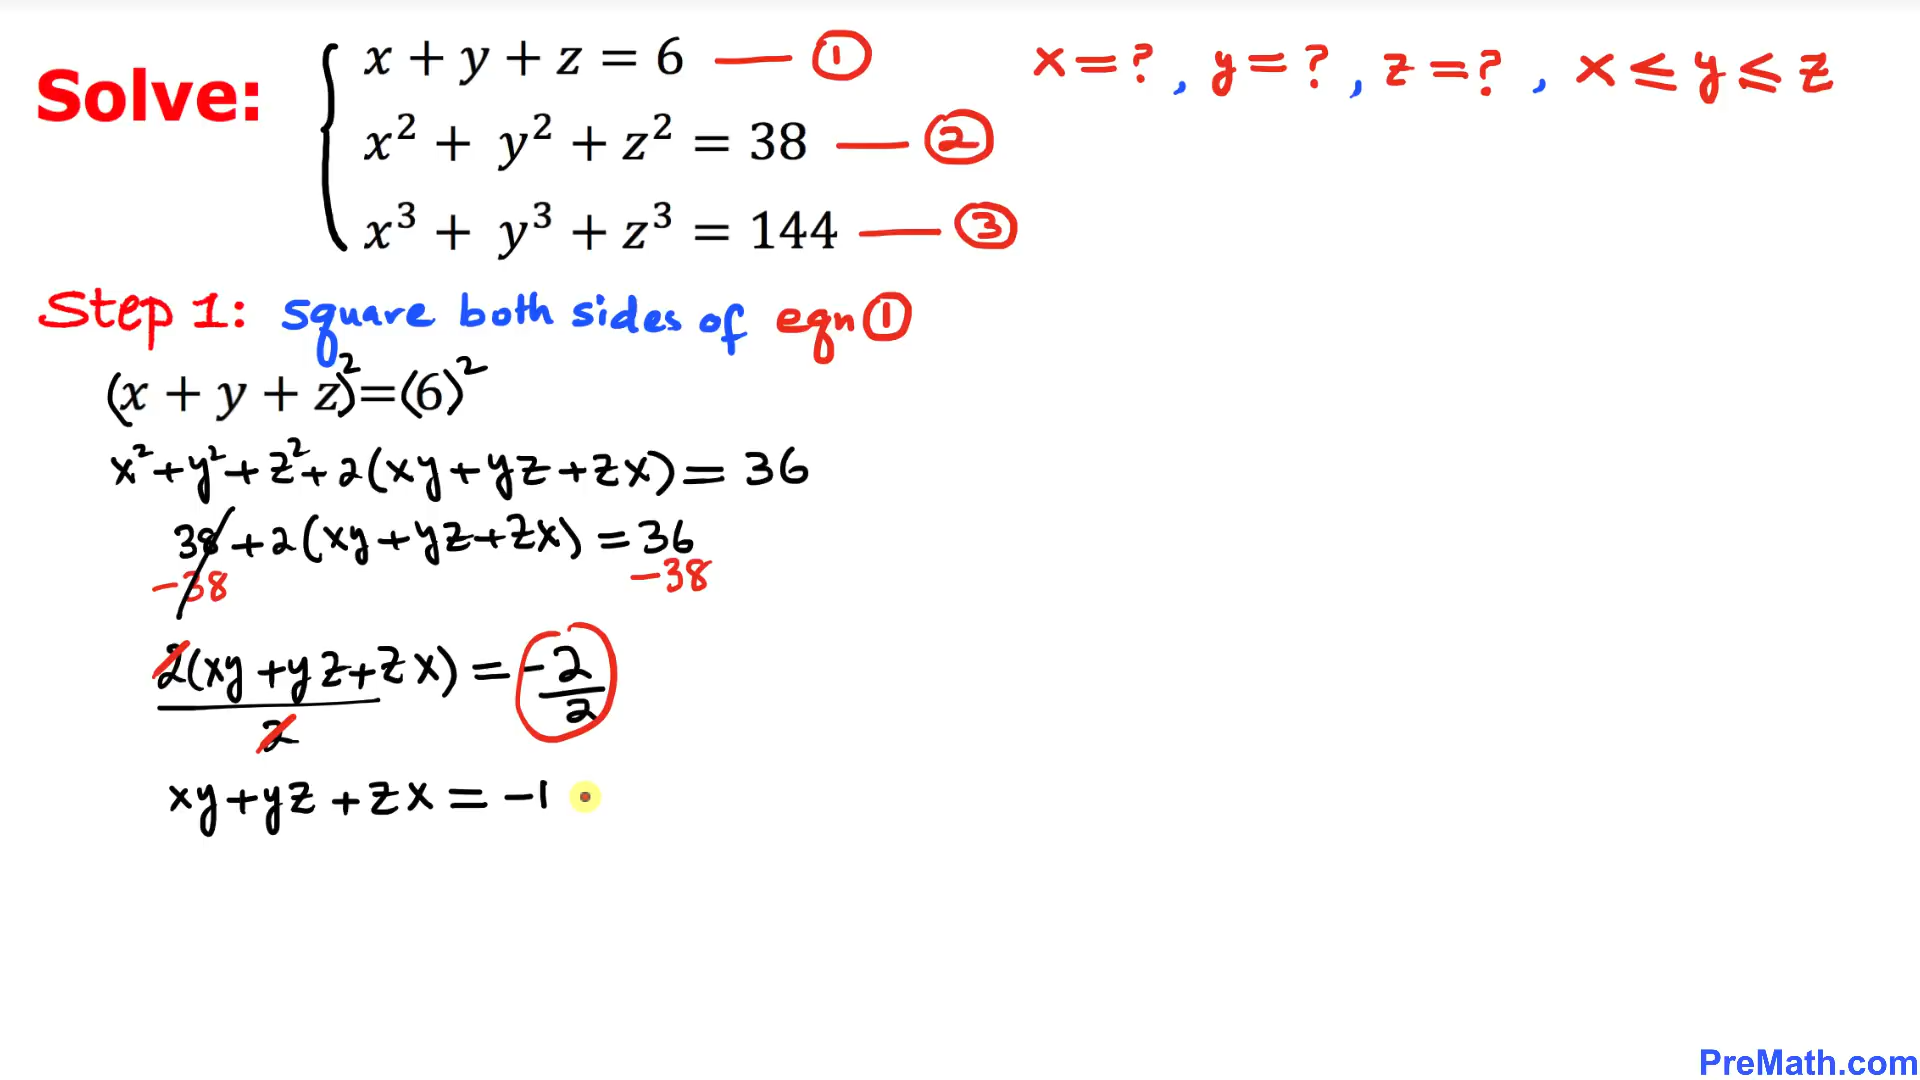 Solve:
x + y + z = 6 — ①
x² + y² + z² = 38 — ②
x³ + y³ + z³ = 144 — ③
x = ? , y = ? , z = ? , x ≤ y ≤ z
Step 1: square both sides of eqn ①
(x + y + z)² = (6)²
x² + y² + z² + 2(xy + yz + zx) = 36
38 + 2(xy + yz + zx) = 36
-38 -38
2(xy + yz + zx) = -2
2 2
xy + yz + zx = -1
PreMath.com